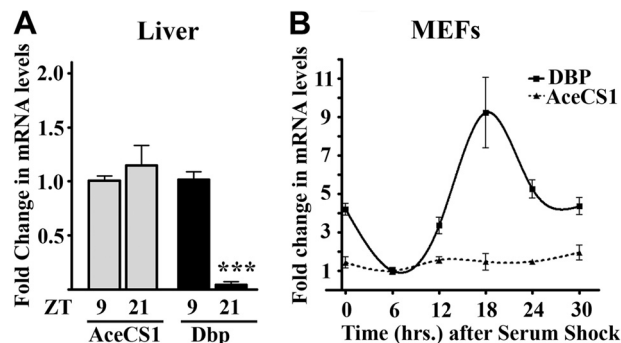 A
Liver
Fold Change in mRNA levels
2.0
1.5
1.0
0.5
***
ZT 9 21 9 21
AceCS1 Dbp
B
MEFs
Fold change in mRNA levels
11
9
7
5
3
1
DBP
AceCS1
0 6 12 18 24 30
Time (hrs.) after Serum Shock